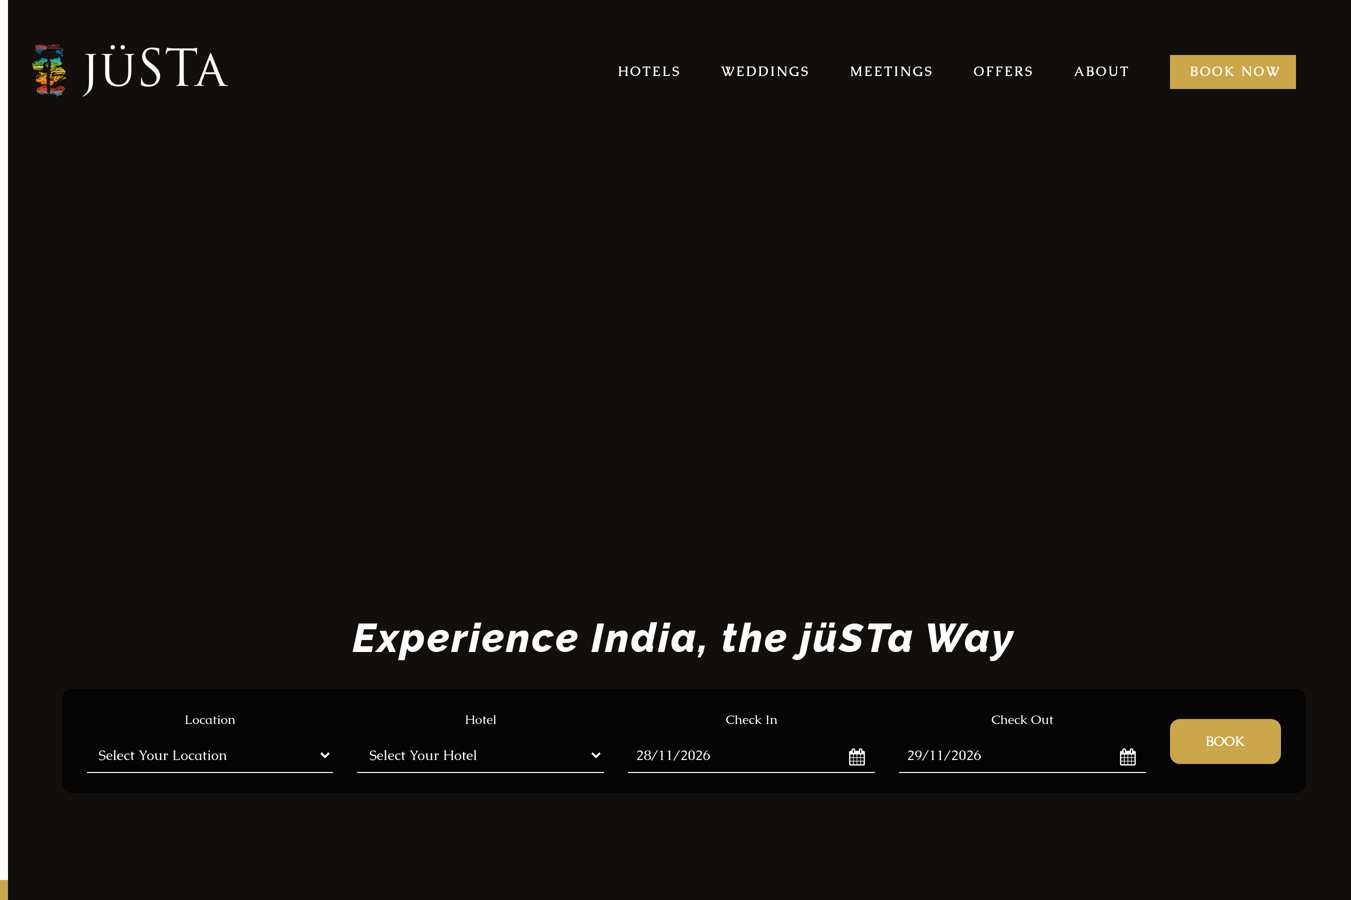 JÜSTA
HOTELS WEDDINGS MEETINGS OFFERS ABOUT BOOK NOW
Experience India, the jüSTa Way
Location Hotel Check In Check Out
Select Your Location Select Your Hotel 28/11/2026 29/11/2026 BOOK